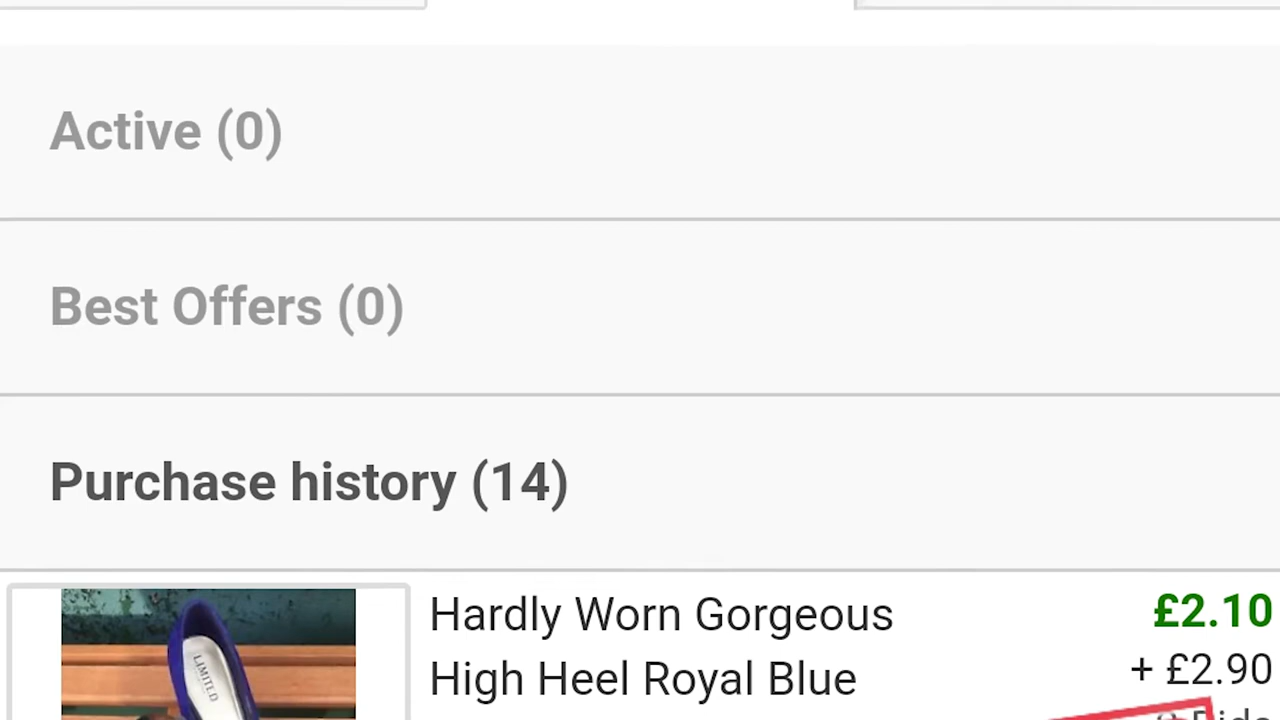 Active (0)
Best Offers (0)
Purchase history (14)
Hardly Worn Gorgeous
£2.10
High Heel Royal Blue
+ £2.90
LIMITED